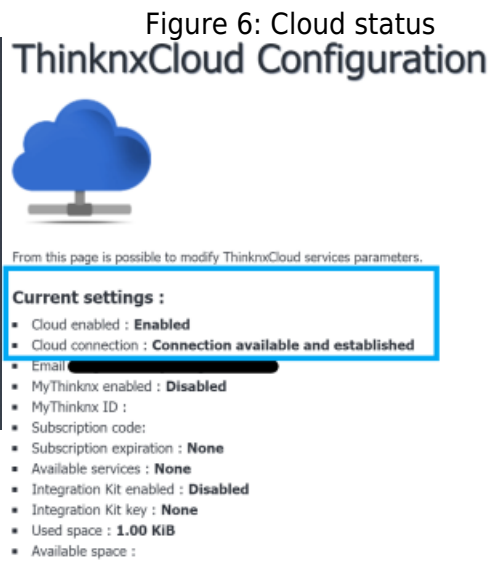 Figure 6: Cloud status
ThinknxCloud Configuration
From this page is possible to modify ThinknxCloud services parameters.
Current settings :
Cloud enabled : Enabled
Cloud connection : Connection available and established
Email
MyThinknx enabled : Disabled
MyThinknx ID :
Subscription code:
Subscription expiration : None
Available services : None
Integration Kit enabled : Disabled
Integration Kit key : None
Used space : 1.00 KiB
Available space :